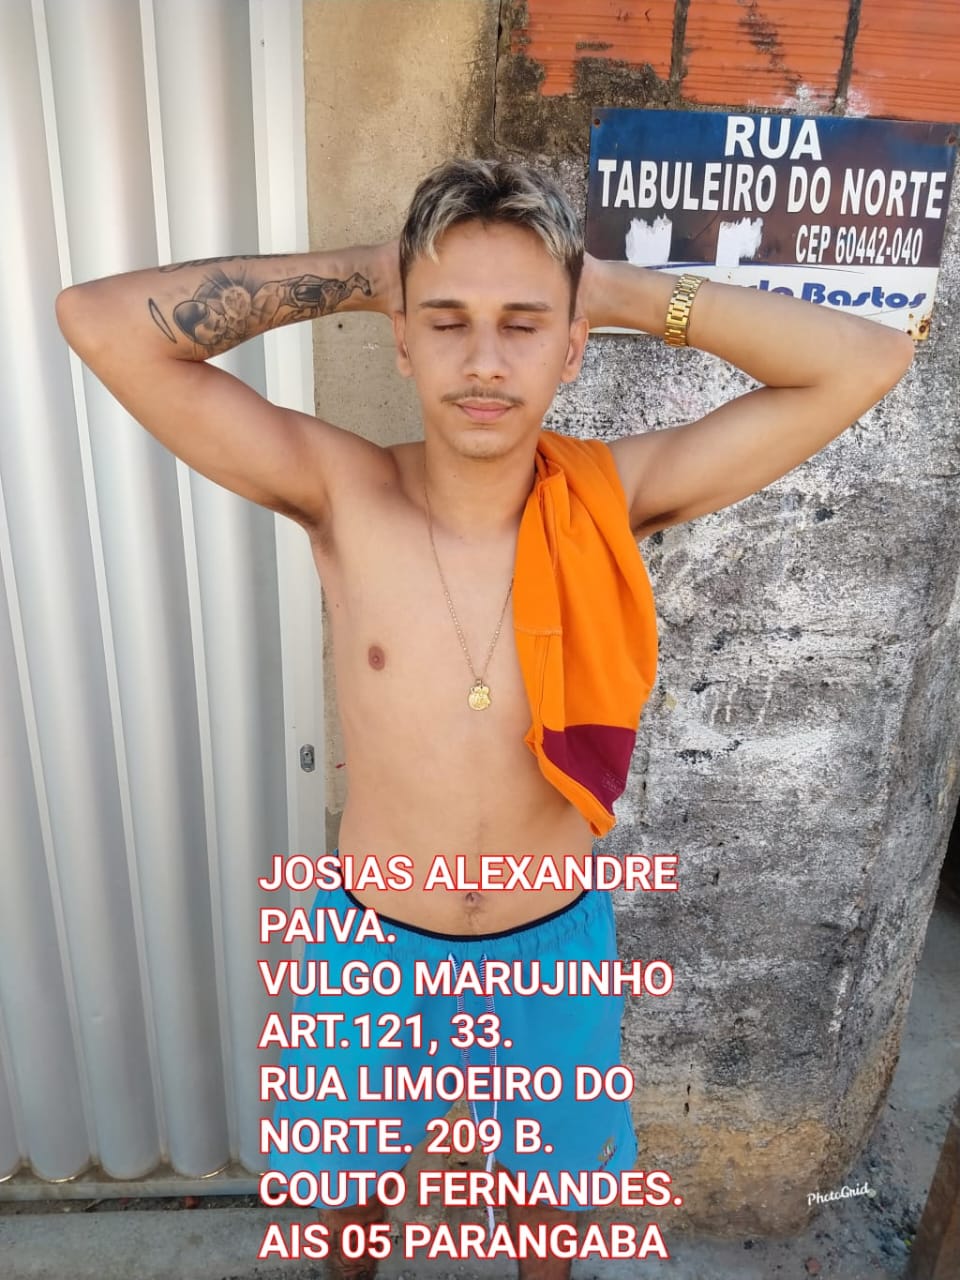 RUA
TABULEIRO DO NORTE
CEP 60442-040
Bastos
JOSIAS ALEXANDRE
PAIVA.
VULGO MARUJINHO
ART.121, 33.
RUA LIMOEIRO DO
NORTE. 209 B.
COUTO FERNANDES.
AIS 05 PARANGABA
PhotoGrid